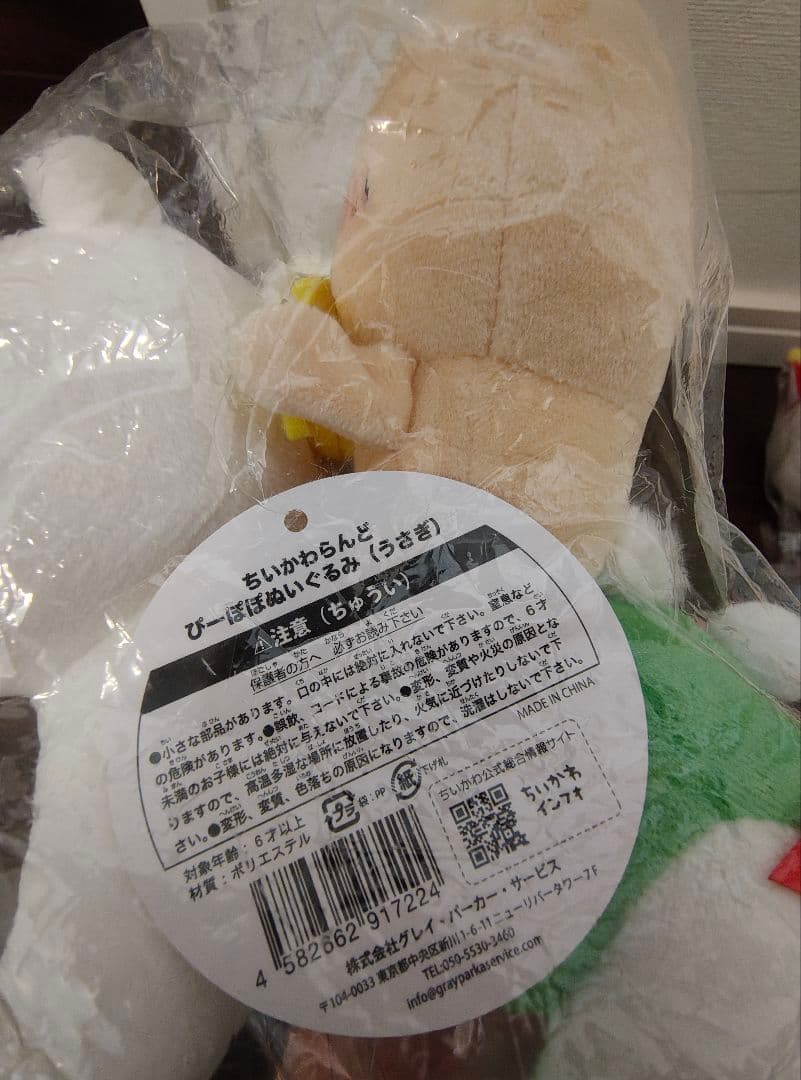 ちいかわらんど
ぴーぽぽぬいぐるみ（うさぎ）
⚠注意（ちゅうい）
保護者の方へ 必ずお読み下さい
●小さな部品があります。口の中には絶対に入れないで下さい。窒息など
の危険があります。●誤飲、コードによる事故の危険がありますので、6才
未満のお子様には絶対に与えないで下さい。●変形、変質や火災の原因とな
りますので、高温多湿な場所に放置したり、火気に近づけたりしないで下
さい。●変形、変質、色落ちの原因になりますので、洗濯はしないで下さい。
MADE IN CHINA
対象年齢：6才以上
材質：ポリエステル
プラ 袋：PP
紙 下げ札
ちいかわ公式総合情報サイト
ちいかわ
インフォ
4 582662 917224
株式会社グレイ・パーカー・サービス
〒104-0033 東京都中央区新川1-6-11 ニューリバータワー7F
TEL:050-5530-3460
info@grayparkaservice.com